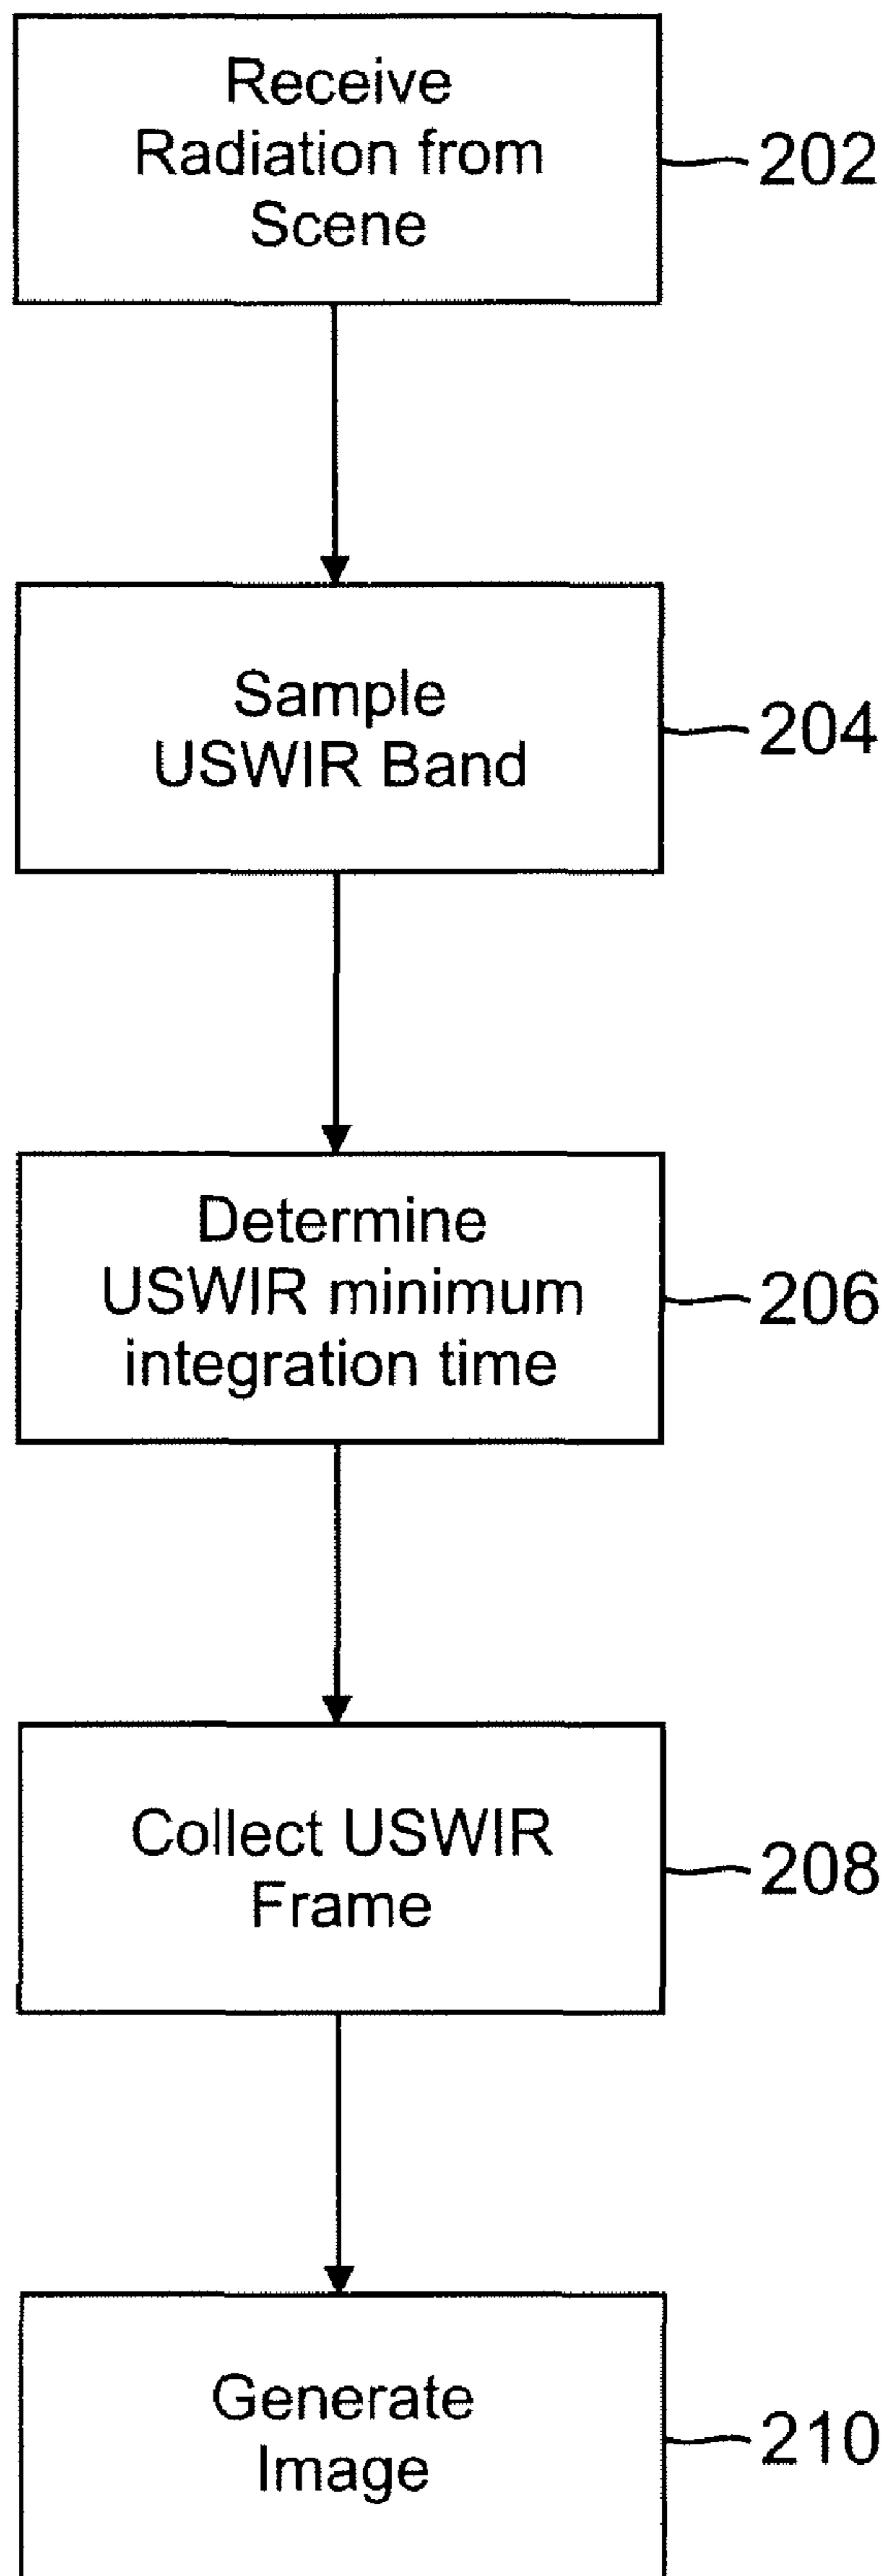 Receive
Radiation from
Scene
202
Sample
USWIR Band
204
Determine
USWIR minimum
integration time
206
Collect USWIR
Frame
208
Generate
Image
210